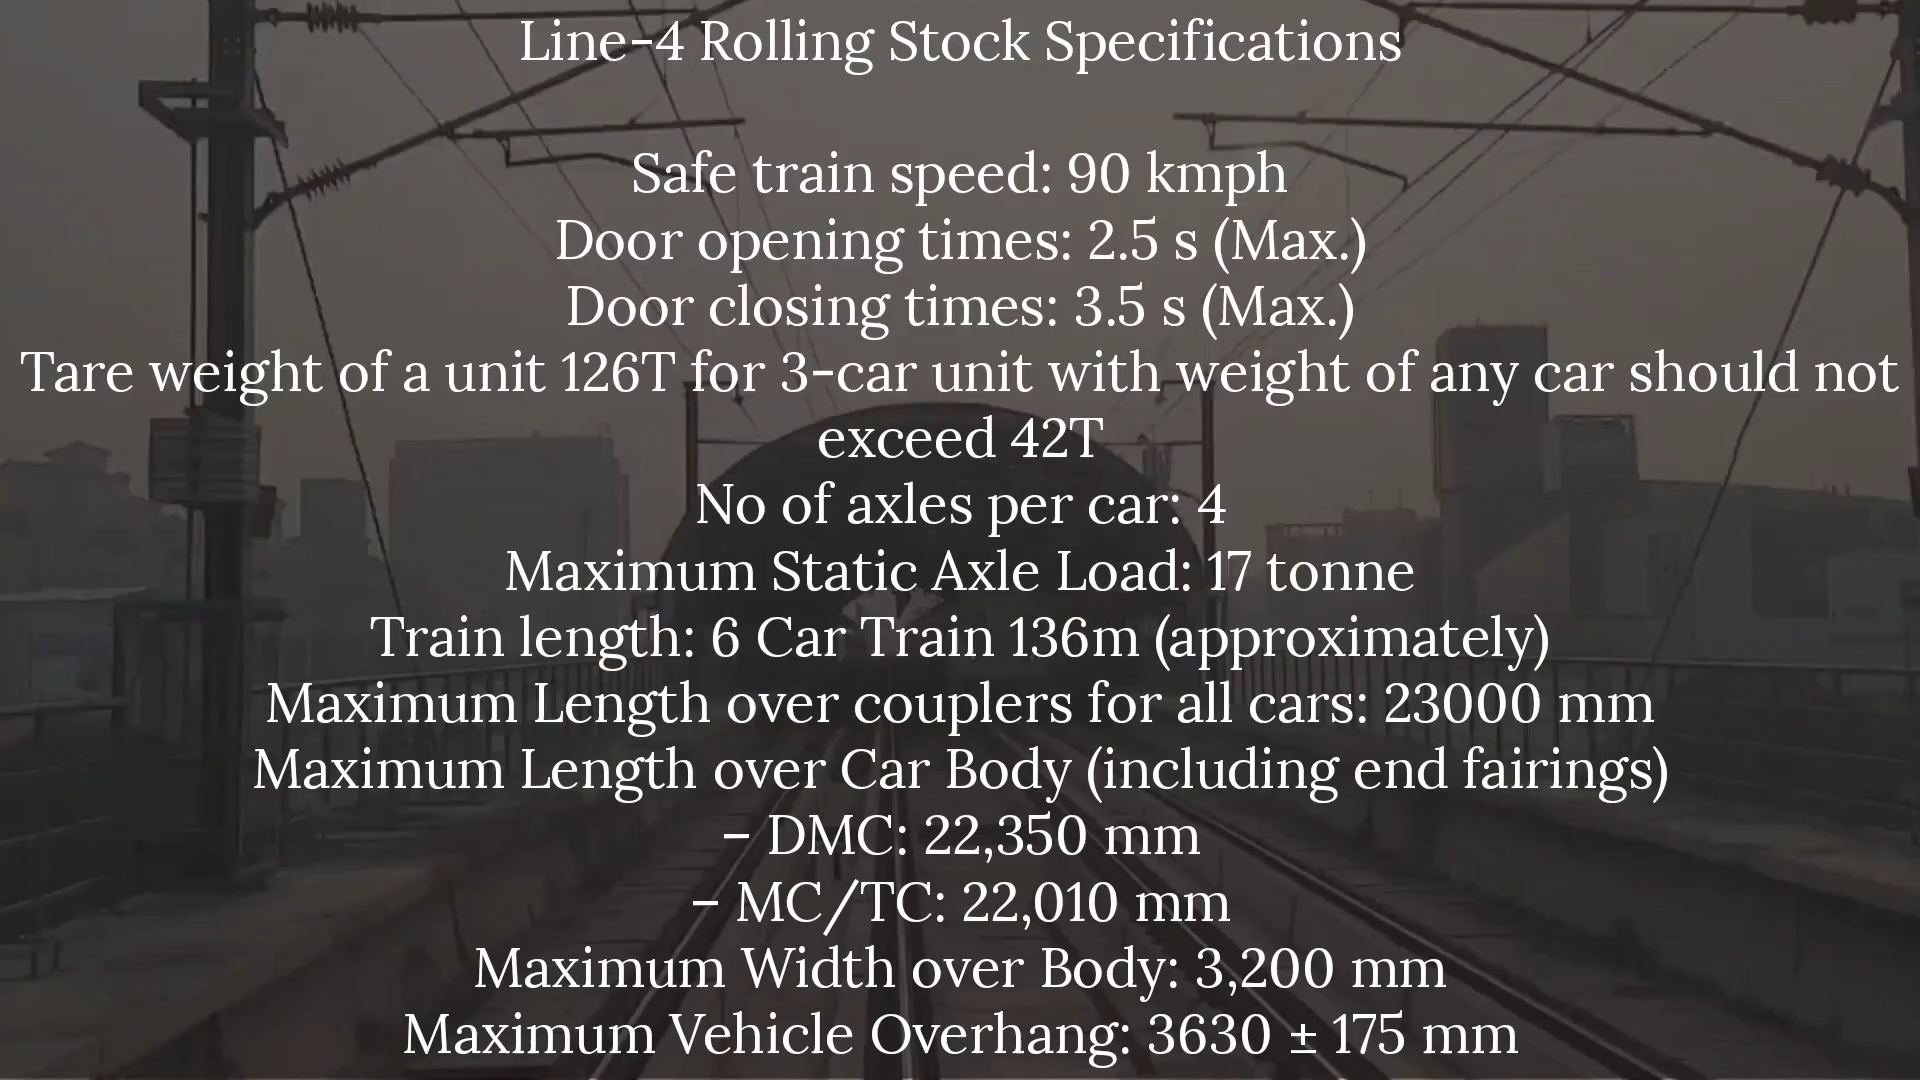 Line-4 Rolling Stock Specifications
Safe train speed: 90 kmph
Door opening times: 2.5 s (Max.)
Door closing times: 3.5 s (Max.)
Tare weight of a unit 126T for 3-car unit with weight of any car should not
exceed 42T
No of axles per car: 4
Maximum Static Axle Load: 17 tonne
Train length: 6 Car Train 136m (approximately)
Maximum Length over couplers for all cars: 23000 mm
Maximum Length over Car Body (including end fairings)
– DMC: 22,350 mm
– MC/TC: 22,010 mm
Maximum Width over Body: 3,200 mm
Maximum Vehicle Overhang: 3630 ± 175 mm